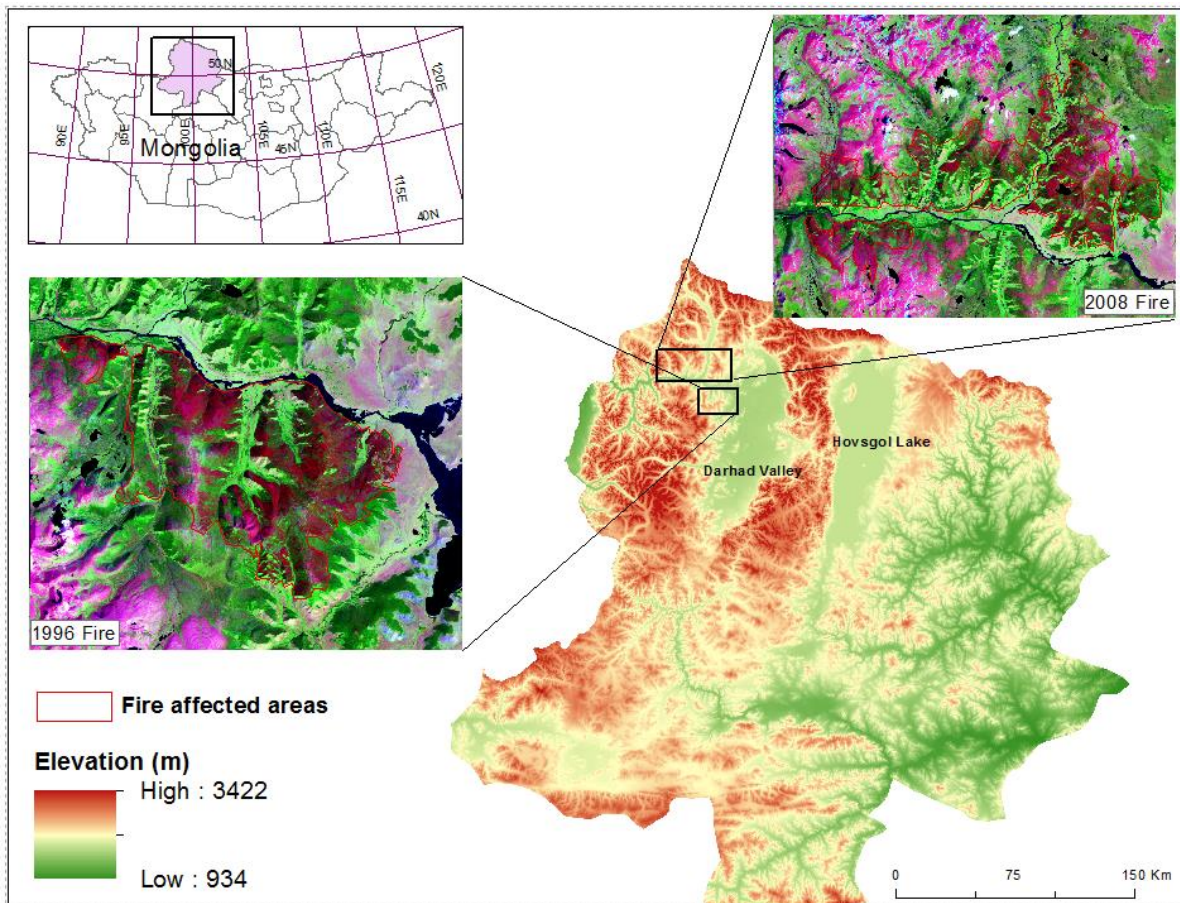 50N
120E
90E
95E
100E
105E
110E
45N
Mongolia
115E
40N
2008 Fire
1996 Fire
Hovsgol Lake
Darhad Valley
Fire affected areas
Elevation (m)
High : 3422
Low : 934
0 75 150 Km